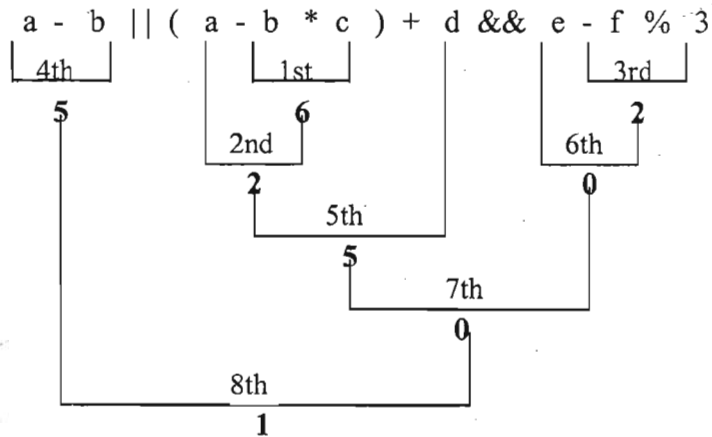 a - b || ( a - b * c ) + d && e - f % 3
4th 1st 3rd
5 6 2
2nd 6th
2 0
5th
5
7th
0
8th
1